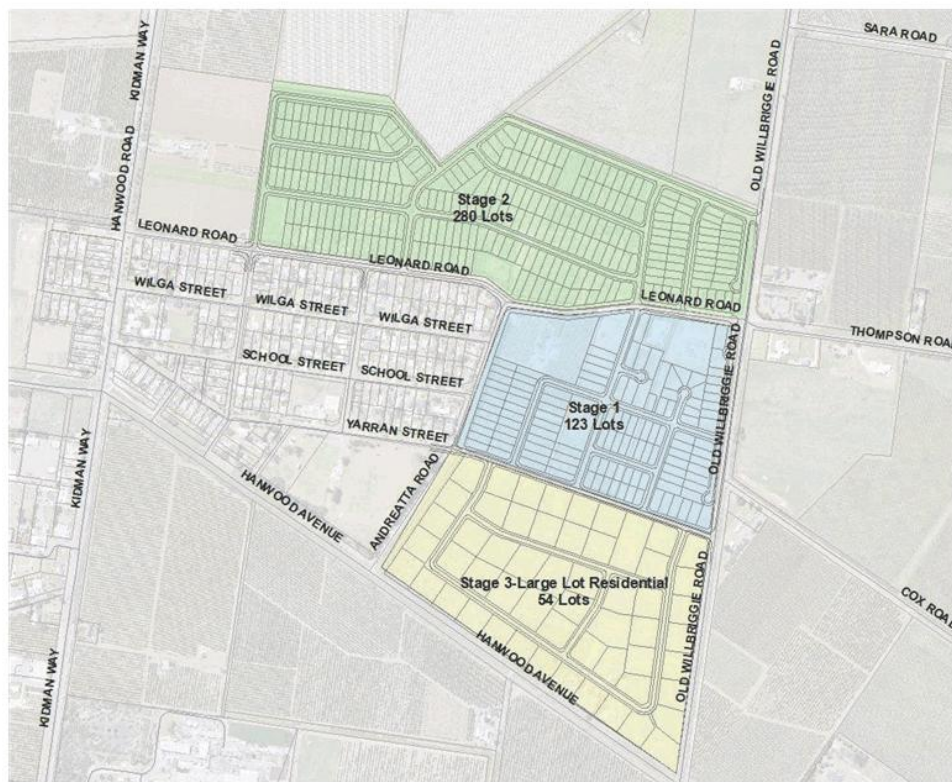 SARA ROAD
KIDMAN WAY
OLD WILLBRIGGIE ROAD
HANWOOD ROAD
Stage 2
280 Lots
LEONARD ROAD
LEONARD ROAD
WILGA STREET
WILGA STREET
WILGA STREET
LEONARD ROAD
THOMPSON ROAD
SCHOOL STREET
SCHOOL STREET
Stage 1
123 Lots
OLD WILLBRIGGIE ROAD
YARRAN STREET
KIDMAN WAY
HANWOOD AVENUE
ANDREATTA ROAD
Stage 3-Large Lot Residential
54 Lots
OLD WILLBRIGGIE ROAD
COX ROAD
HANWOOD AVENUE
KIDMAN WAY